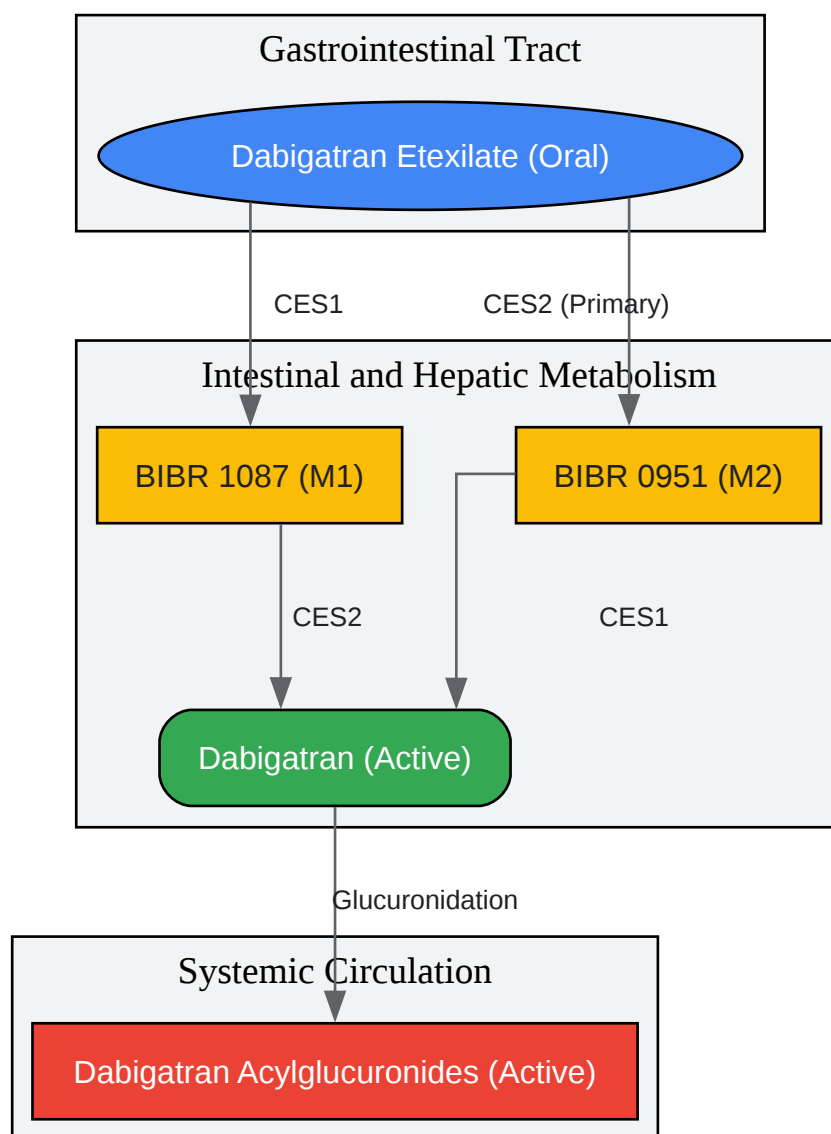 Gastrointestinal Tract
Dabigatran Etexilate (Oral)
CES1
CES2 (Primary)
Intestinal and Hepatic Metabolism
BIBR 1087 (M1)
BIBR 0951 (M2)
CES2
CES1
Dabigatran (Active)
Glucuronidation
Systemic Circulation
Dabigatran Acylglucuronides (Active)